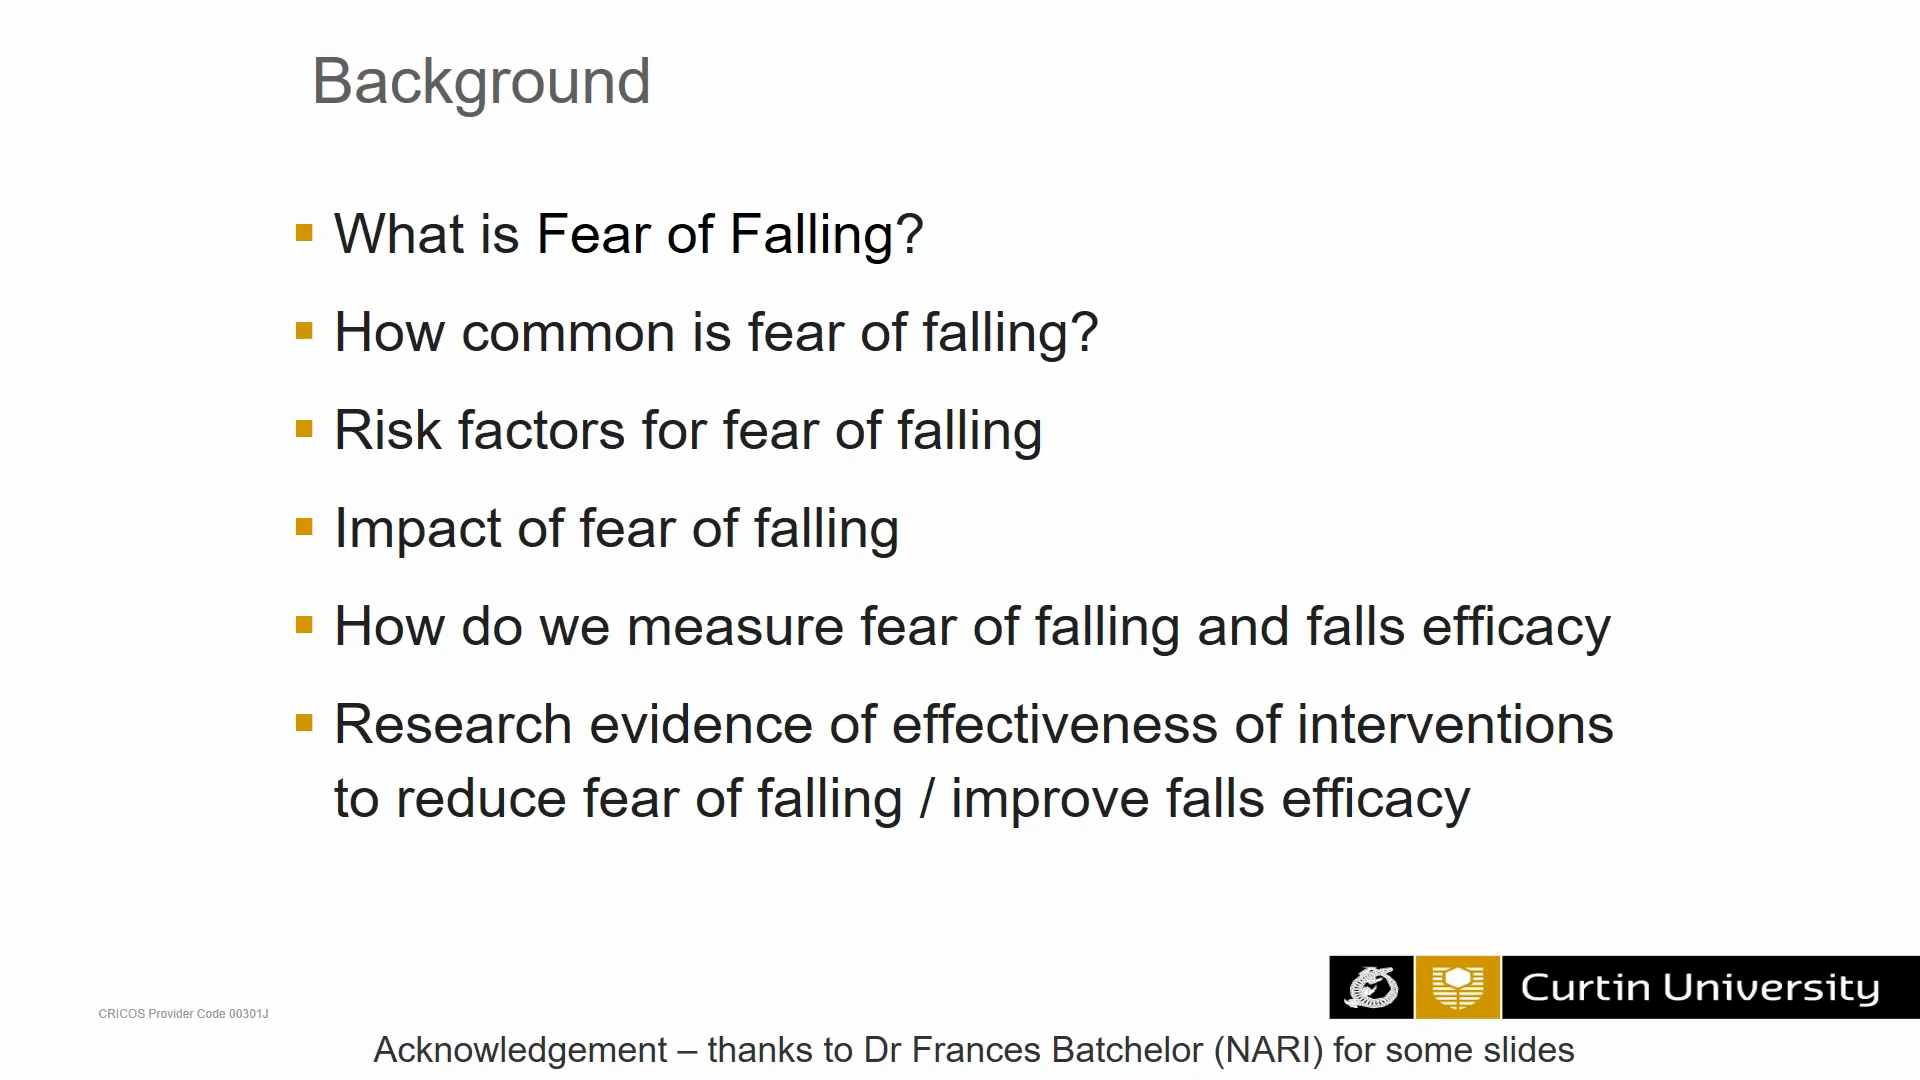 Background
What is Fear of Falling?
How common is fear of falling?
Risk factors for fear of falling
Impact of fear of falling
How do we measure fear of falling and falls efficacy
Research evidence of effectiveness of interventions
to reduce fear of falling / improve falls efficacy
Curtin University
CRICOS Provider Code 00301J
Acknowledgement – thanks to Dr Frances Batchelor (NARI) for some slides